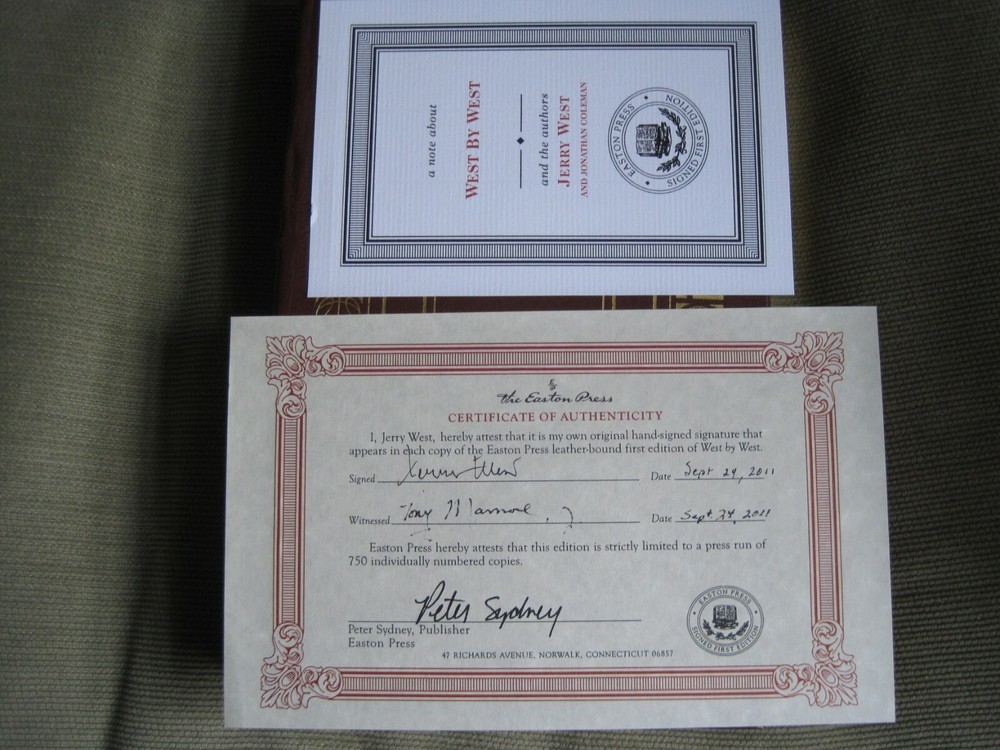 a note about
WEST BY WEST
and the authors
JERRY WEST
AND JONATHAN COLEMAN
EASTON PRESS
SIGNED FIRST EDITION
the Easton Press
CERTIFICATE OF AUTHENTICITY
I, Jerry West, hereby attest that it is my own original hand-signed signature that
appears in each copy of the Easton Press leather-bound first edition of West by West.
Signed Date Sept 24, 2011
Witnessed Tony Date Sept. 24, 2011
Easton Press hereby attests that this edition is strictly limited to a press run of
750 individually numbered copies.
Peter Sydney
Peter Sydney, Publisher
Easton Press
47 RICHARDS AVENUE, NORWALK, CONNECTICUT 06857
EASTON PRESS
SIGNED FIRST EDITION